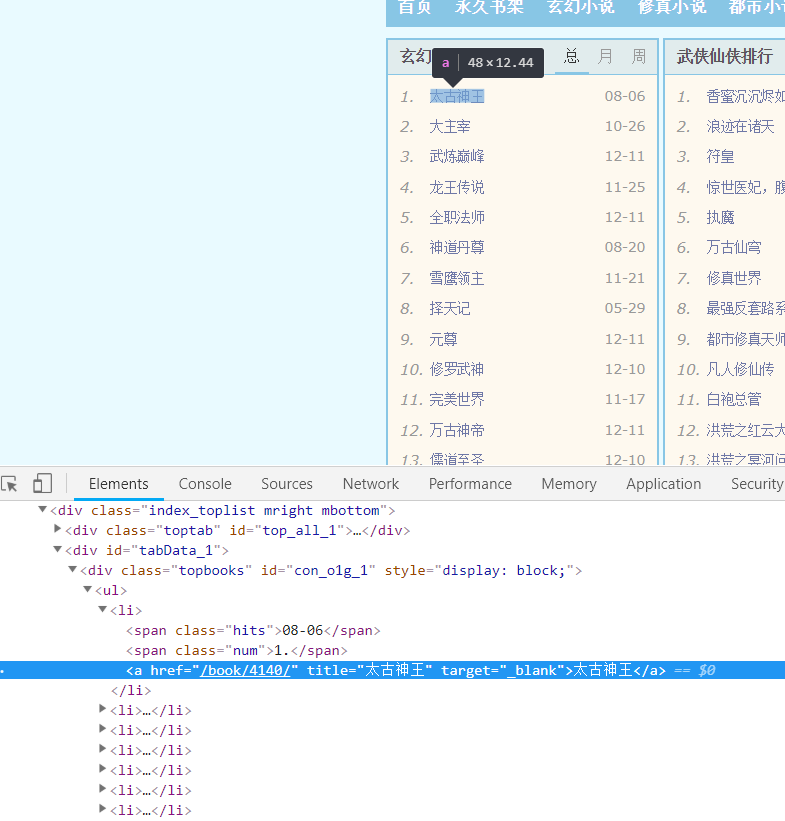 首页 永久书架 玄幻小说 修真小说 都市小
玄幻 总 月 周 武侠仙侠排行
a 48×12.44
1. 太古神王 08-06 1. 香蜜沉沉烬如
2. 大主宰 10-26 2. 浪迹在诸天
3. 武炼巅峰 12-11 3. 符皇
4. 龙王传说 11-25 4. 惊世医妃，腹
5. 全职法师 12-11 5. 执魔
6. 神道丹尊 08-20 6. 万古仙穹
7. 雪鹰领主 11-21 7. 修真世界
8. 择天记 05-29 8. 最强反套路系
9. 元尊 12-11 9. 都市修真天师
10. 修罗武神 12-10 10. 凡人修仙传
11. 完美世界 11-17 11. 白袍总管
12. 万古神帝 12-11 12. 洪荒之红云大
13. 儒道至圣 12-10 13. 洪荒之冥河问
Elements Console Sources Network Performance Memory Application Security
<div class="index_toplist mright mbottom">
<div class="toptab" id="top_all_1">…</div>
<div id="tabData_1">
<div class="topbooks" id="con_o1g_1" style="display: block;">
<ul>
<li>
<span class="hits">08-06</span>
<span class="num">1.</span>
<a href="/book/4140/" title="太古神王" target="_blank">太古神王</a> == $0
</li>
<li>…</li>
<li>…</li>
<li>…</li>
<li>…</li>
<li>…</li>
<li>…</li>